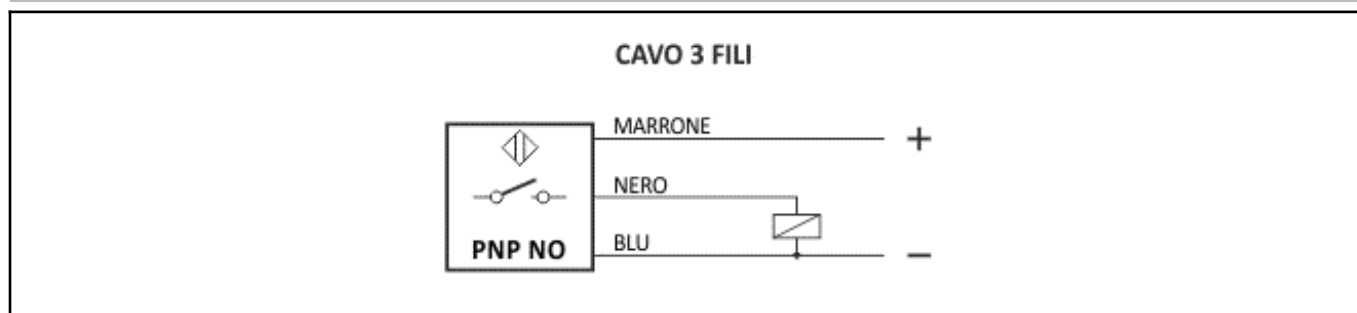 CAVO 3 FILI
MARRONE
+
NERO
BLU
PNP NO
−